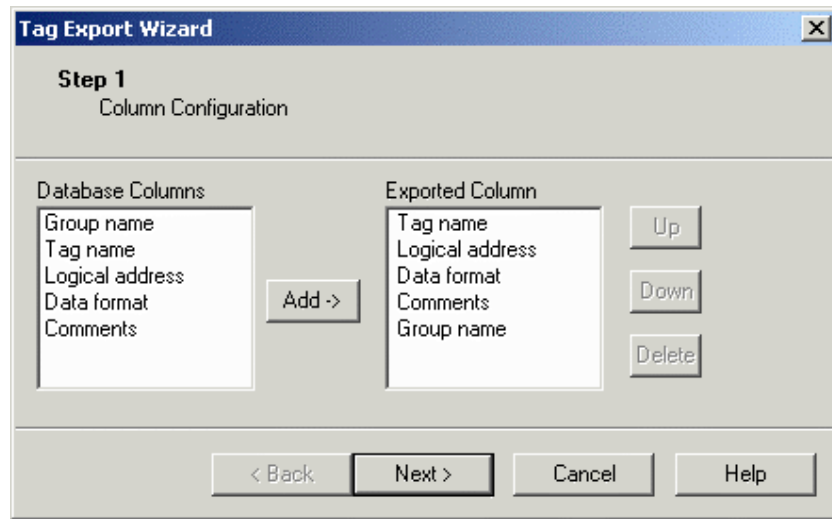 Tag Export Wizard
Step 1
Column Configuration
Database Columns
Group name
Tag name
Logical address
Data format
Comments
Add ->
Exported Column
Tag name
Logical address
Data format
Comments
Group name
Up
Down
Delete
< Back
Next >
Cancel
Help